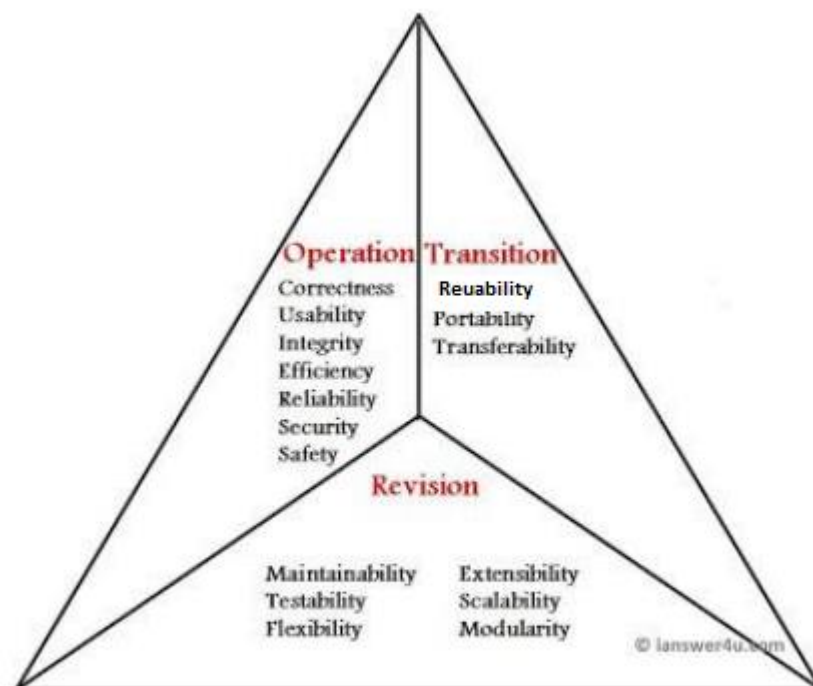 Operation
Correctness
Usability
Integrity
Efficiency
Reliability
Security
Safety
Transition
Reuability
Portability
Transferability
Revision
Maintainability
Testability
Flexibility
Extensibility
Scalability
Modularity
© ianswer4u.com